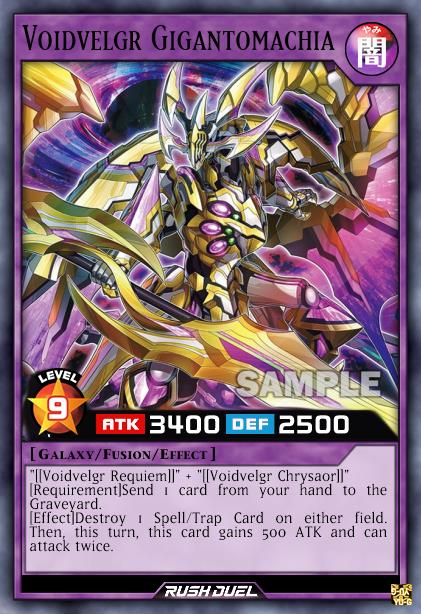 Voidvelgr Gigantomachia
やみ
闇
SAMPLE
LEVEL
9
ATK 3400 DEF 2500
[Galaxy/Fusion/Effect]
"[[Voidvelgr Requiem]]" + "[[Voidvelgr Chrysaor]]"
[Requirement]Send 1 card from your hand to the
Graveyard.
[Effect]Destroy 1 Spell/Trap Card on either field.
Then, this turn, this card gains 500 ATK and can
attack twice.
RUSH DUEL